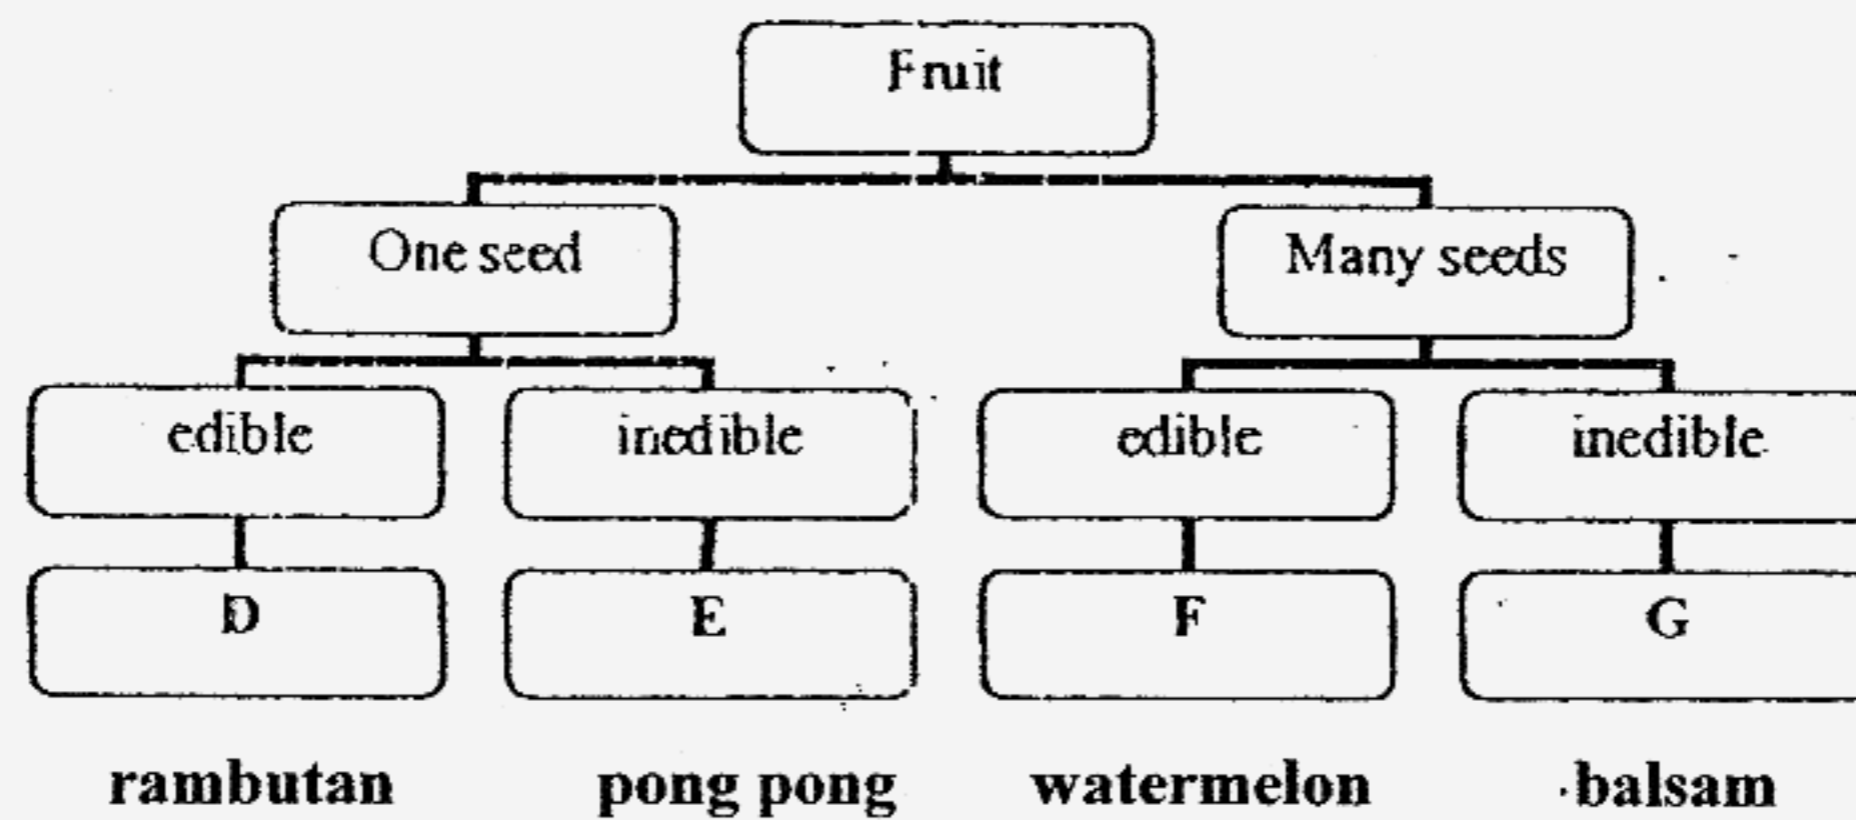 Fruit
One seed
Many seeds
edible
inedible
edible
inedible
D
E
F
G
rambutan
pong pong
watermelon
balsam